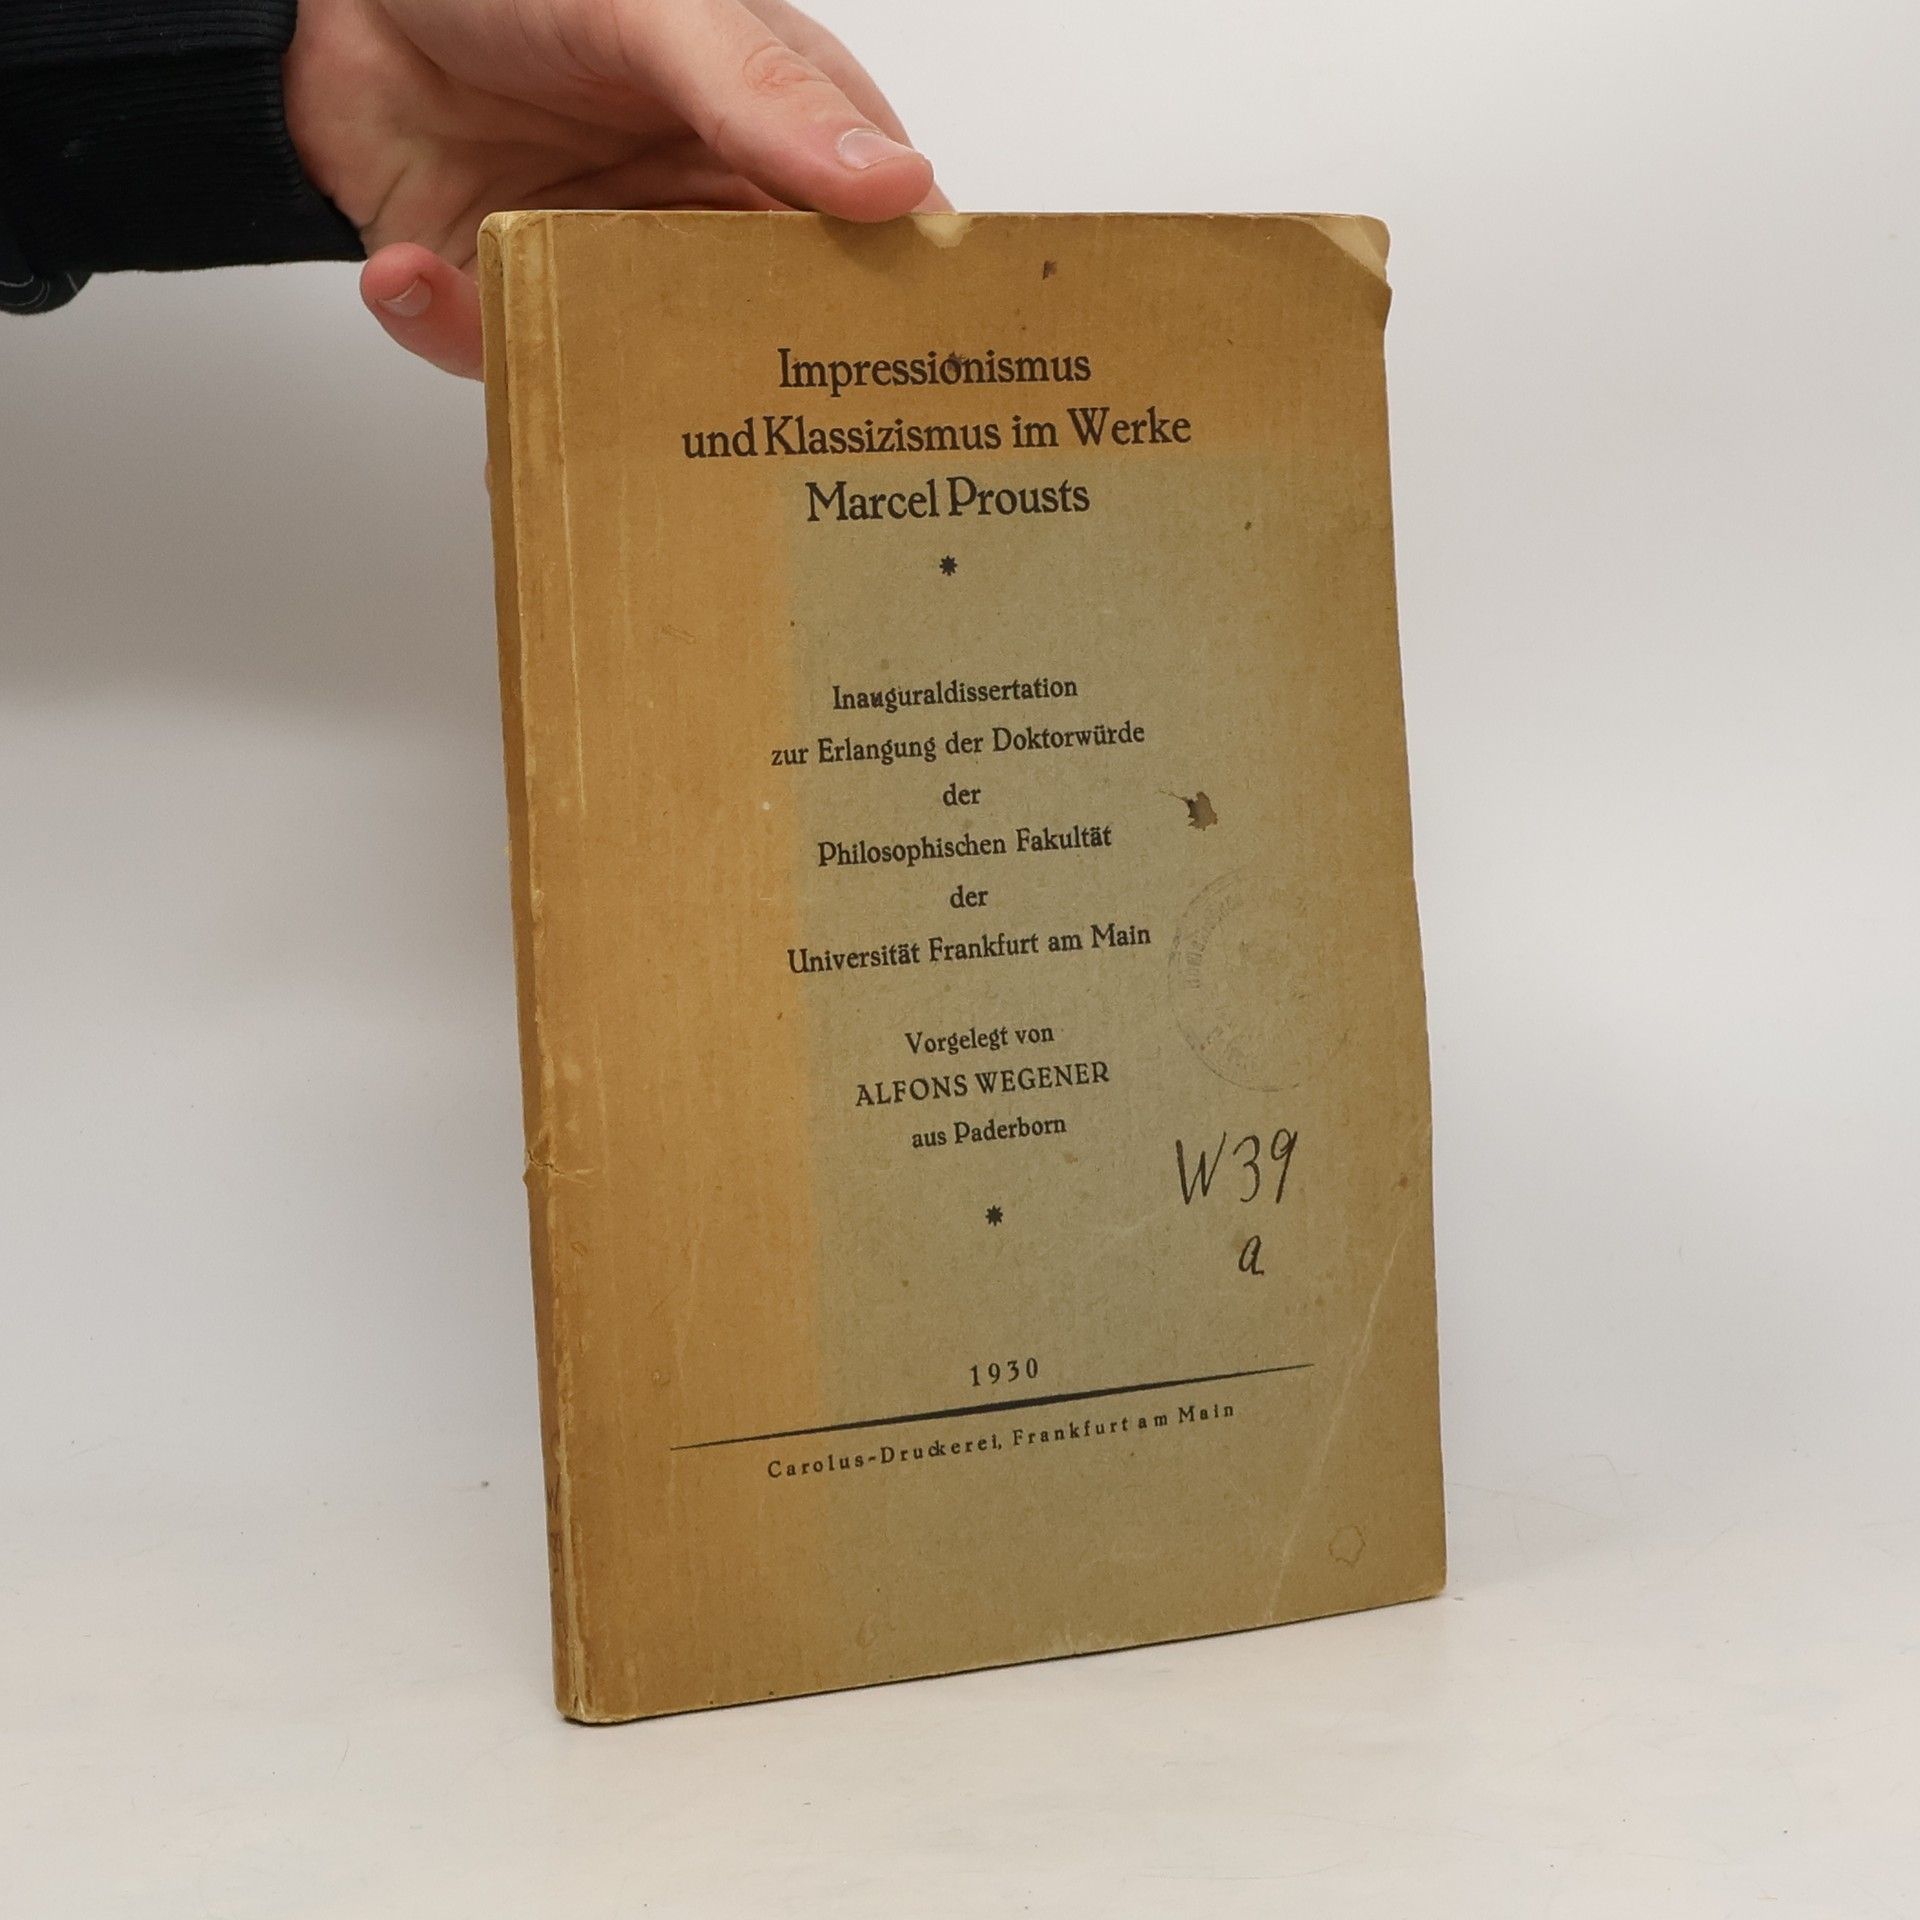 Impressionismus
und Klassizismus im Werke
Marcel Prousts
Inauguraldissertation
zur Erlangung der Doktorwürde
der
Philosophischen Fakultät
der
Universität Frankfurt am Main
Vorgelegt von
ALFONS WEGENER
aus Paderborn
W 39
a
1930
Carolus-Druckerei, Frankfurt am Main